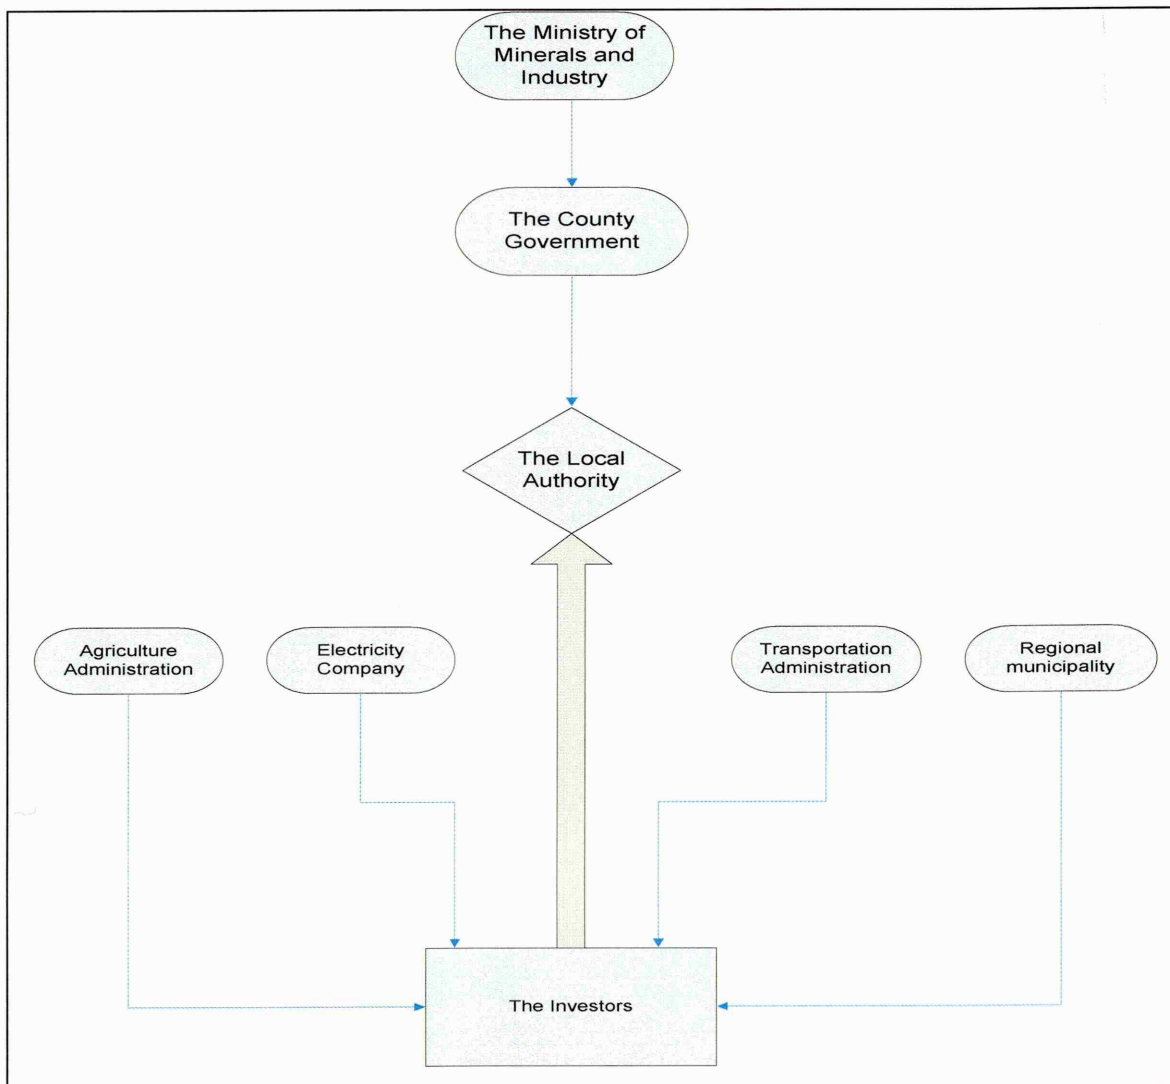 The Ministry of
Minerals and
Industry
The County
Government
The Local
Authority
Agriculture
Administration
Electricity
Company
Transportation
Administration
Regional
municipality
The Investors